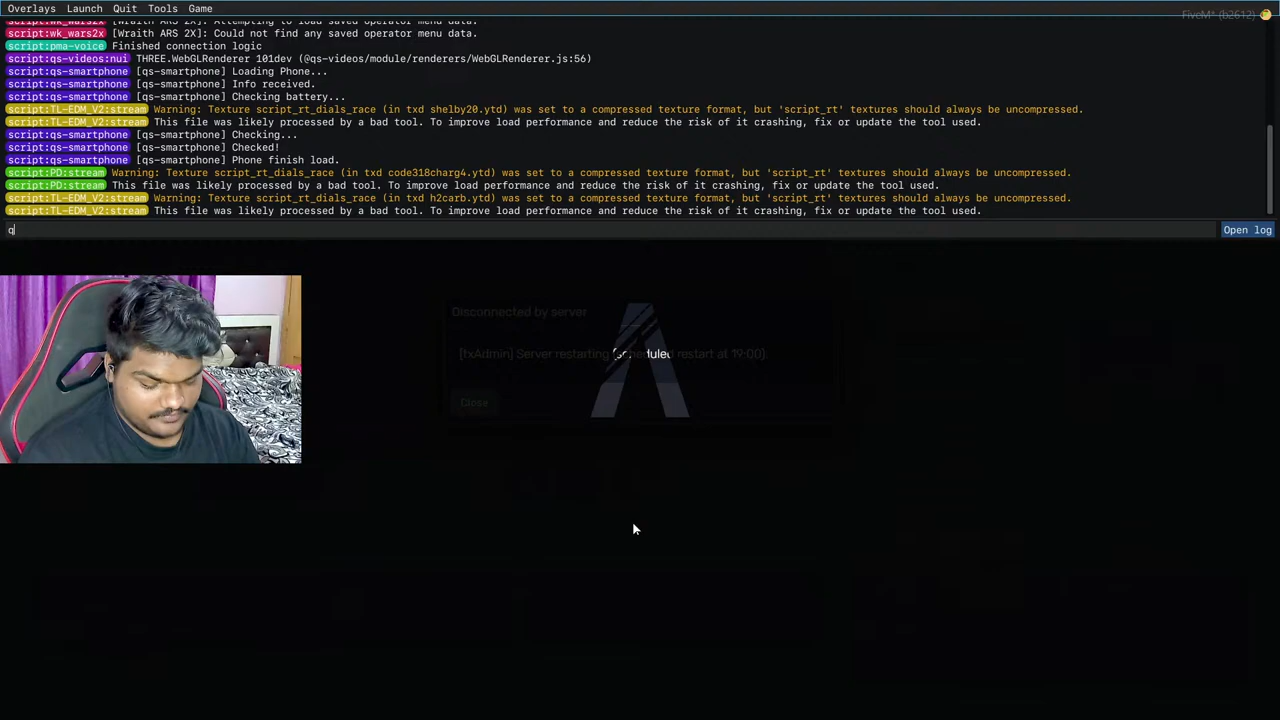 Overlays Launch Quit Tools Game
FiveM* (b2612)
script:wk_wars2x [Wraith ARS 2X]: Attempting to load saved operator menu data.
script:wk_wars2x [Wraith ARS 2X]: Could not find any saved operator menu data.
script:pma-voice Finished connection logic
script:qs-videos:nui THREE.WebGLRenderer 101dev (@qs-videos/module/renderers/WebGLRenderer.js:56)
script:qs-smartphone [qs-smartphone] Loading Phone...
script:qs-smartphone [qs-smartphone] Info received.
script:qs-smartphone [qs-smartphone] Checking battery...
script:TL-EDM_V2:stream Warning: Texture script_rt_dials_race (in txd shelby20.ytd) was set to a compressed texture format, but 'script_rt' textures should always be uncompressed.
script:TL-EDM_V2:stream This file was likely processed by a bad tool. To improve load performance and reduce the risk of it crashing, fix or update the tool used.
script:qs-smartphone [qs-smartphone] Checking...
script:qs-smartphone [qs-smartphone] Checked!
script:qs-smartphone [qs-smartphone] Phone finish load.
script:PD:stream Warning: Texture script_rt_dials_race (in txd code318charg4.ytd) was set to a compressed texture format, but 'script_rt' textures should always be uncompressed.
script:PD:stream This file was likely processed by a bad tool. To improve load performance and reduce the risk of it crashing, fix or update the tool used.
script:TL-EDM_V2:stream Warning: Texture script_rt_dials_race (in txd h2carb.ytd) was set to a compressed texture format, but 'script_rt' textures should always be uncompressed.
script:TL-EDM_V2:stream This file was likely processed by a bad tool. To improve load performance and reduce the risk of it crashing, fix or update the tool used.
q
Open log
Disconnected by server
[txAdmin] Server restarting (scheduled restart at 19:00).
Close